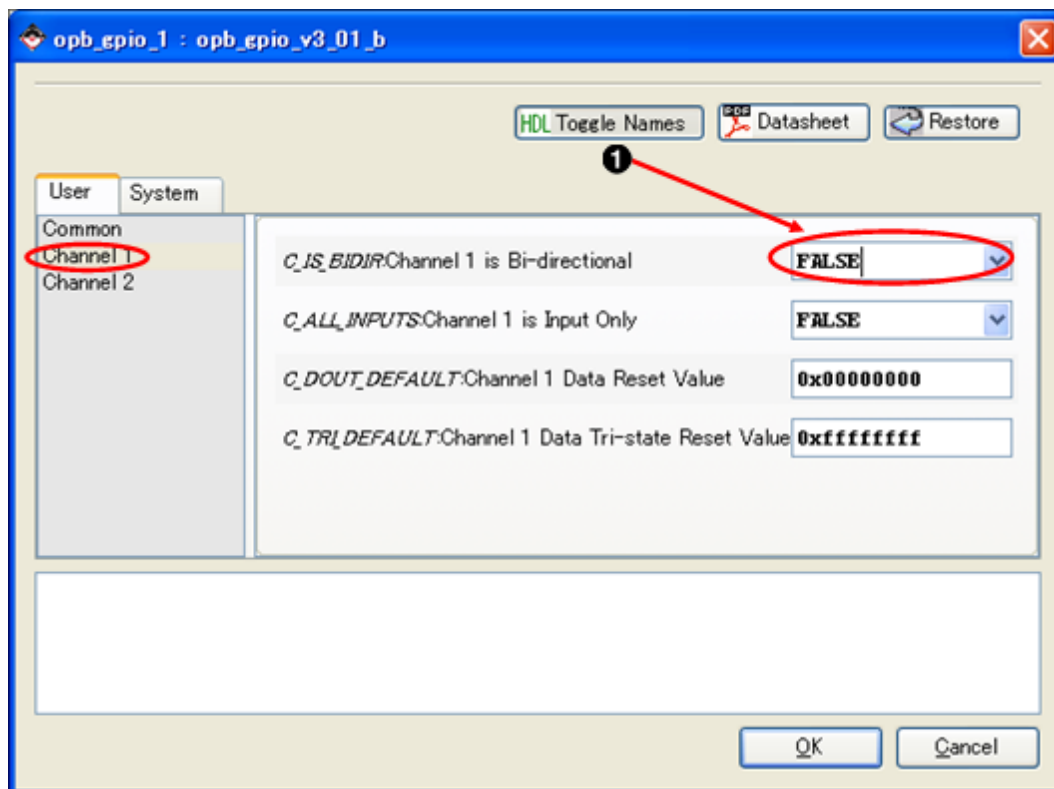 opb_gpio_1 : opb_gpio_v3_01_b
HDL Toggle Names
PDF Datasheet
Restore
1
User
System
Common
Channel 1
Channel 2
C_IS_BIDIR:Channel 1 is Bi-directional
FALSE
C_ALL_INPUTS:Channel 1 is Input Only
FALSE
C_DOUT_DEFAULT:Channel 1 Data Reset Value
0x00000000
C_TRI_DEFAULT:Channel 1 Data Tri-state Reset Value
0xffffffff
OK
Cancel